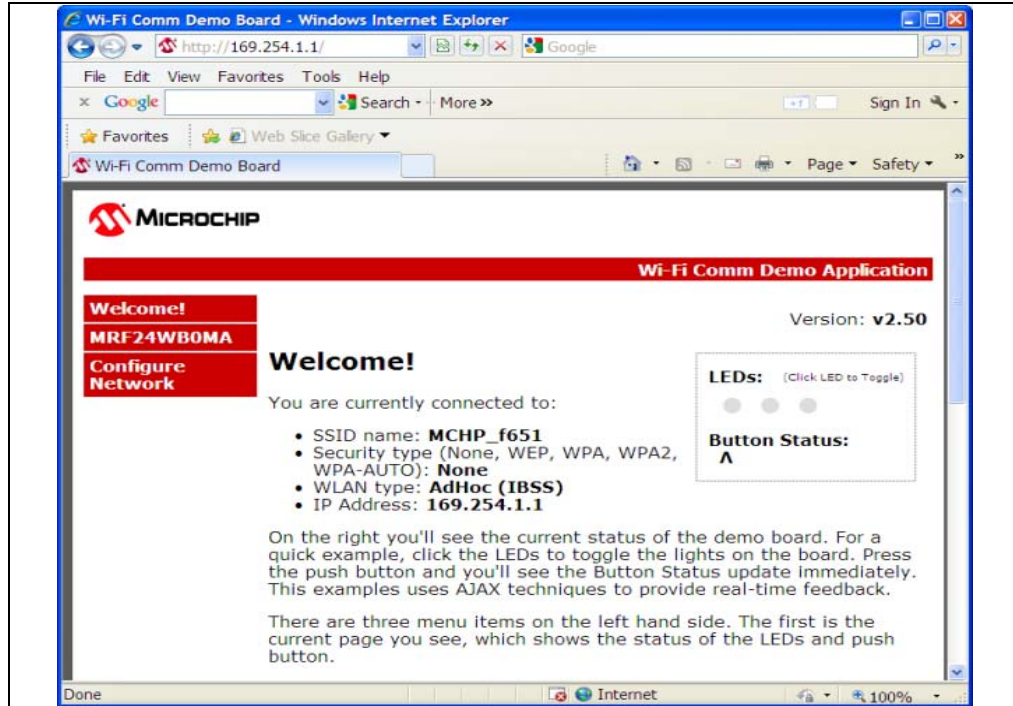 Wi-Fi Comm Demo Board - Windows Internet Explorer
http://169.254.1.1/
Google
File Edit View Favorites Tools Help
x Google Search More »
Sign In
Favorites Web Slice Gallery
Wi-Fi Comm Demo Board
Page Safety »
MICROCHIP
Wi-Fi Comm Demo Application
Welcome!
MRF24WB0MA
Configure
Network
Version: v2.50
Welcome!
You are currently connected to:
• SSID name: MCHP_f651
• Security type (None, WEP, WPA, WPA2,
WPA-AUTO): None
• WLAN type: AdHoc (IBSS)
• IP Address: 169.254.1.1
LEDs: (Click LED to Toggle)
Button Status:
Λ
On the right you'll see the current status of the demo board. For a
quick example, click the LEDs to toggle the lights on the board. Press
the push button and you'll see the Button Status update immediately.
This examples uses AJAX techniques to provide real-time feedback.
There are three menu items on the left hand side. The first is the
current page you see, which shows the status of the LEDs and push
button.
Done
Internet
100%